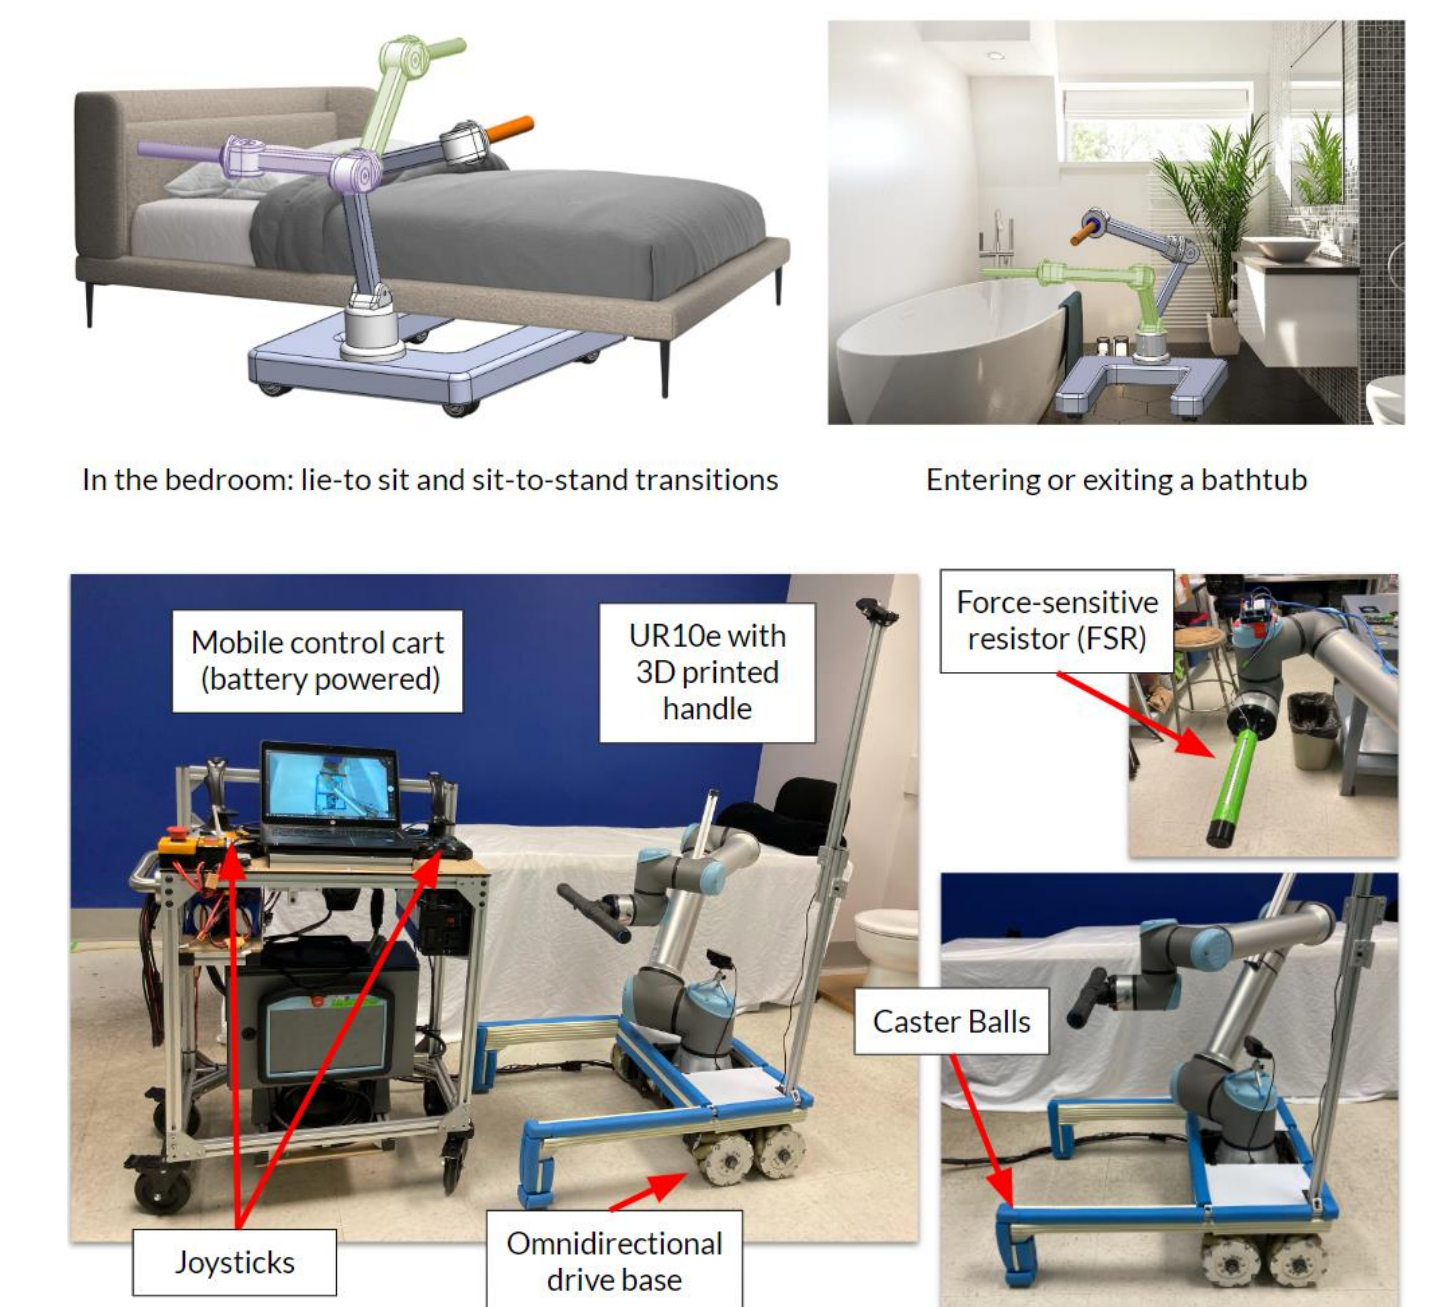 In the bedroom: lie-to sit and sit-to-stand transitions
Entering or exiting a bathtub
Mobile control cart
(battery powered)
UR10e with
3D printed
handle
Force-sensitive
resistor (FSR)
Caster Balls
Joysticks
Omnidirectional
drive base